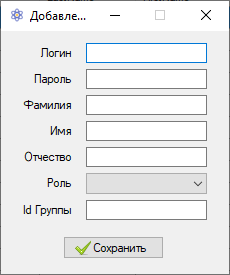 Добавле...
Логин
Пароль
Фамилия
Имя
Отчество
Роль
Id Группы
Сохранить